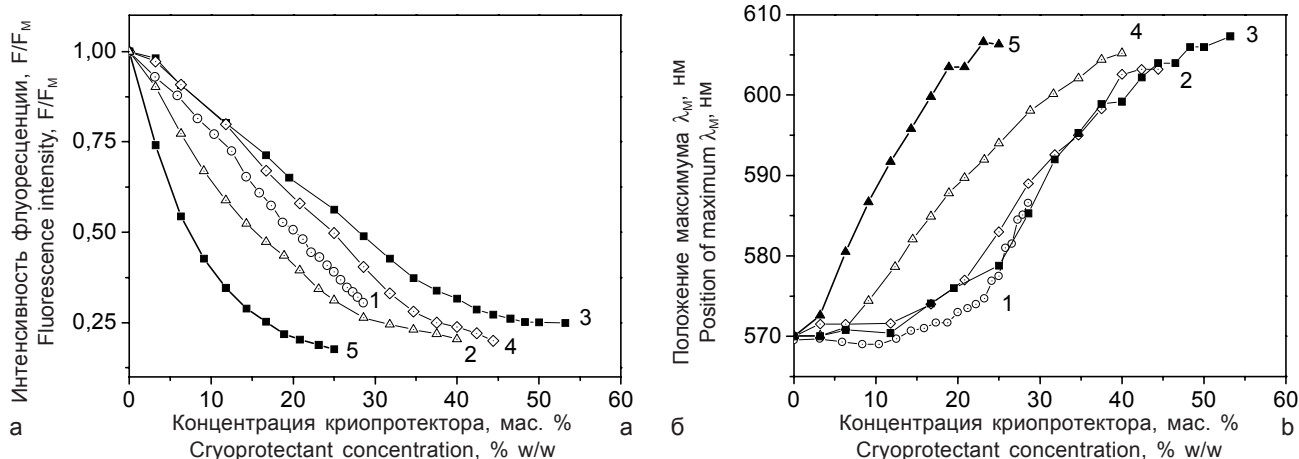 Интенсивность флуоресценции, F/F_M
Fluorescence intensity, F/F_M
1,00
0,75
0,50
0,25
1
2
3
4
5
0 10 20 30 40 50 60
Концентрация криопротектора, мас. %
Cryoprotectant concentration, % w/w
а a
Положение максимума λ_M, нм
Position of maximum λ_M, нм
610
600
590
580
570
5
4
3
2
1
0 10 20 30 40 50 60
Концентрация криопротектора, мас. %
Cryoprotectant concentration, % w/w
б b